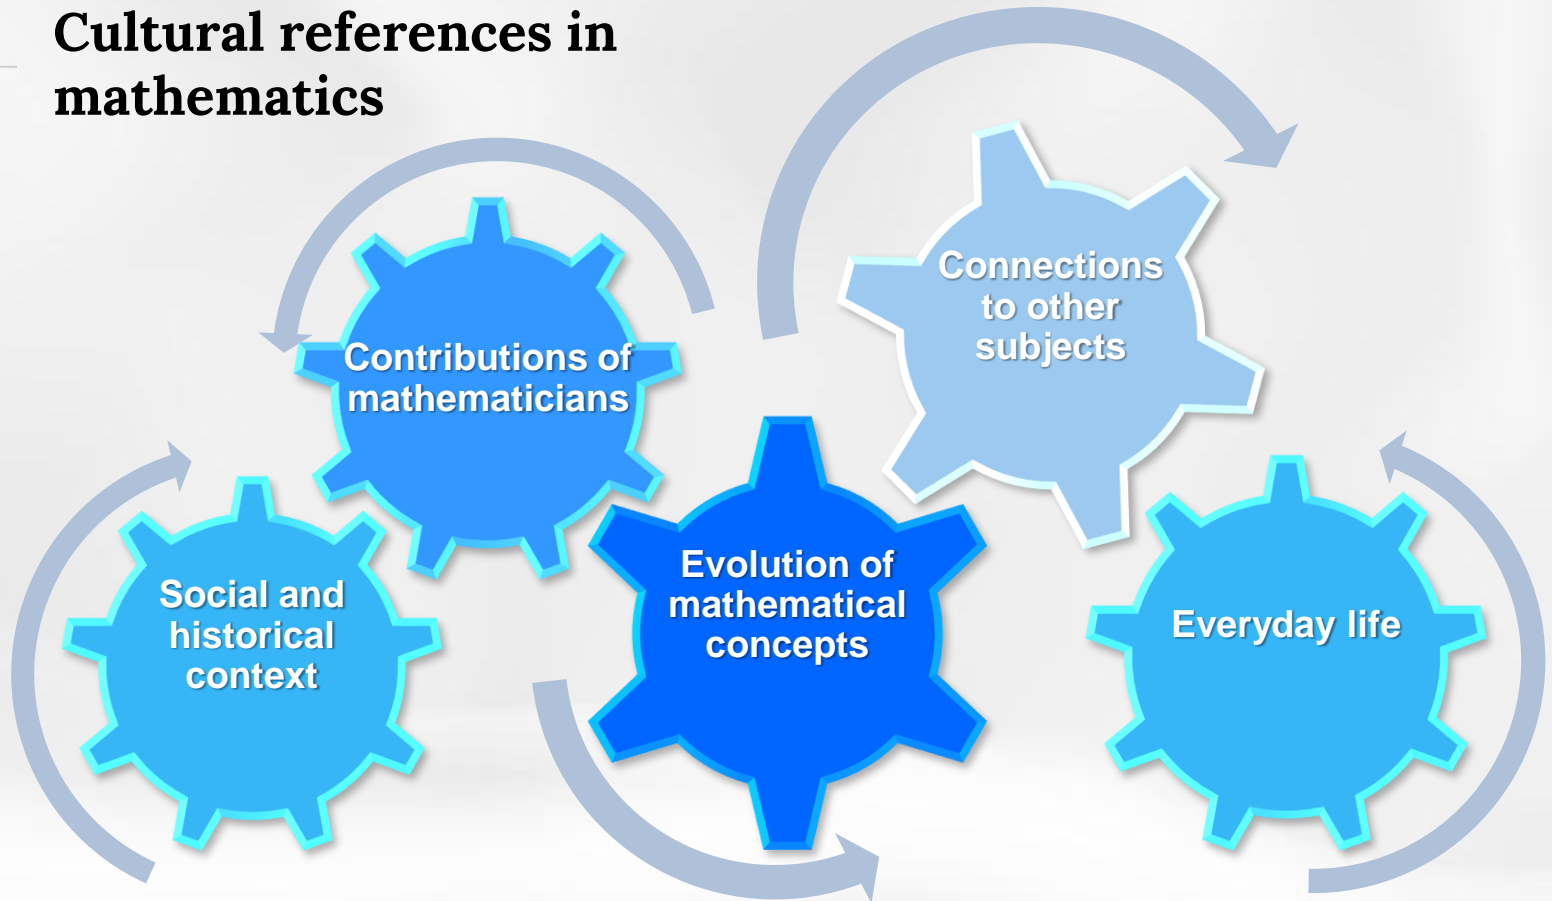 Cultural references in
mathematics
Contributions of
mathematicians
Connections
to other
subjects
Social and
historical
context
Evolution of
mathematical
concepts
Everyday life